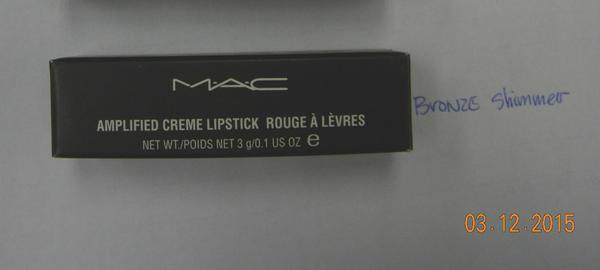 M·A·C
AMPLIFIED CREME LIPSTICK ROUGE À LÈVRES
NET WT./POIDS NET 3 g/0.1 US OZ ℮
BRONZE Shimmer
03.12.2015